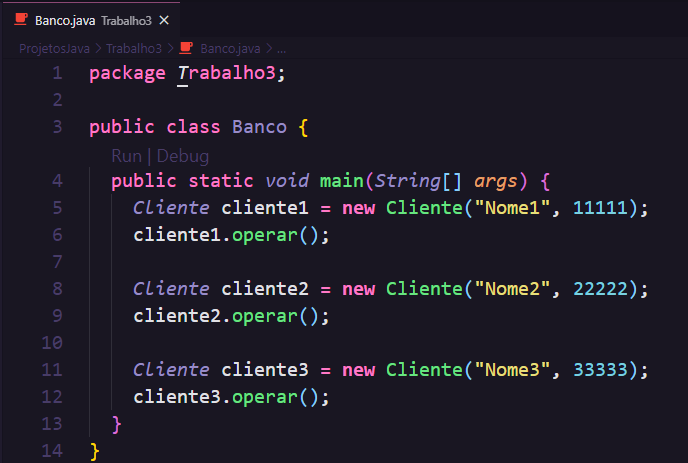 Banco.java Trabalho3 ×
ProjetosJava > Trabalho3 > Banco.java > ...
1 package Trabalho3;
2
3 public class Banco {
Run | Debug
4 public static void main(String[] args) {
5 Cliente cliente1 = new Cliente("Nome1", 11111);
6 cliente1.operar();
7
8 Cliente cliente2 = new Cliente("Nome2", 22222);
9 cliente2.operar();
10
11 Cliente cliente3 = new Cliente("Nome3", 33333);
12 cliente3.operar();
13 }
14 }